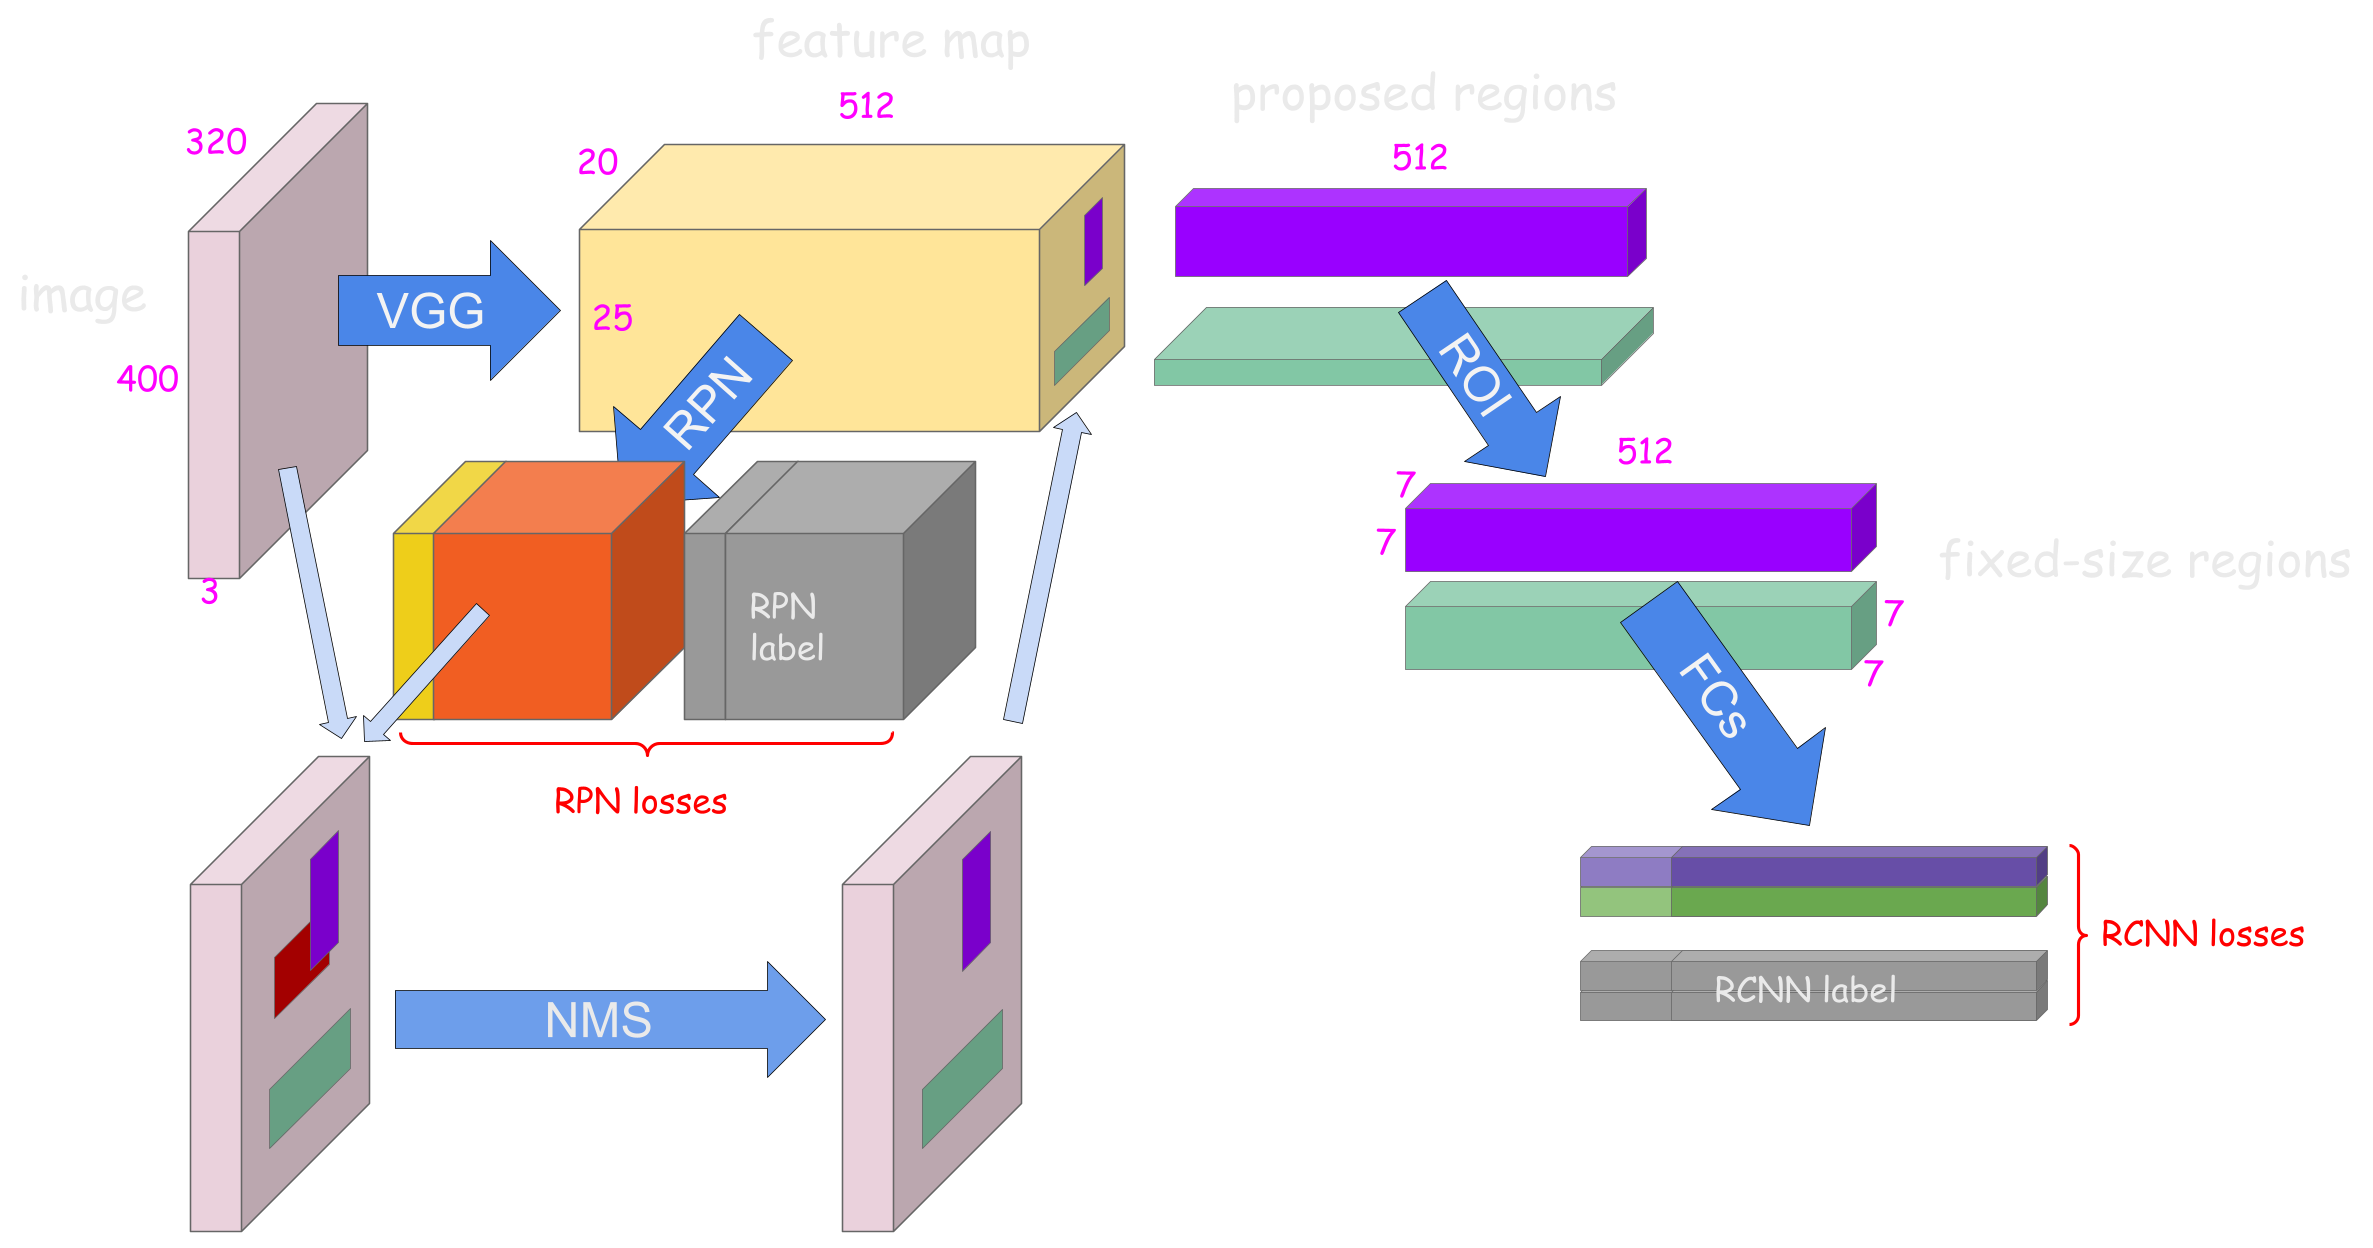 feature map
512
proposed regions
320
20
512
image
VGG
25
400
RPN
ROI
512
7
7
fixed-size regions
3
RPN
label
7
7
FCs
RPN losses
RCNN losses
RCNN label
NMS